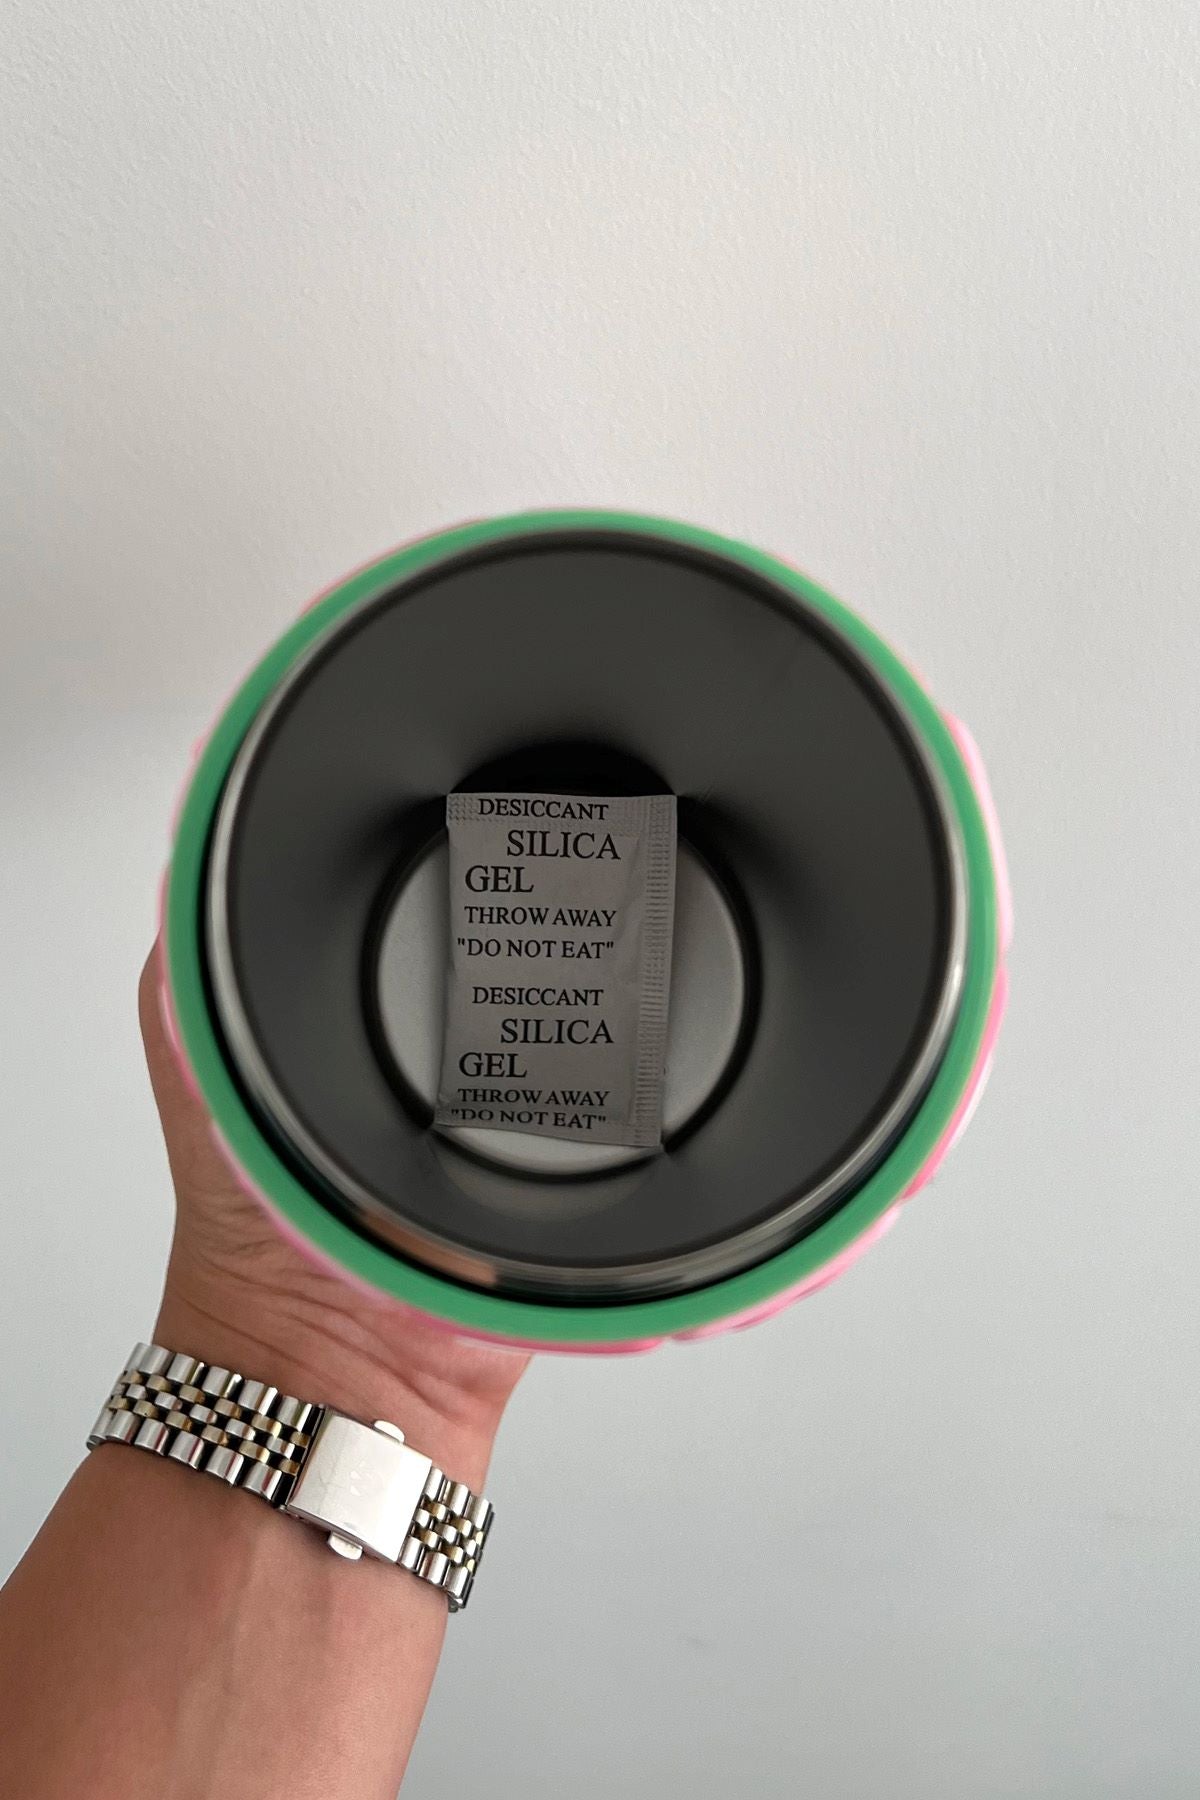 DESICCANT
SILICA
GEL
THROW AWAY
"DO NOT EAT"
DESICCANT
SILICA
GEL
THROW AWAY
"DO NOT EAT"